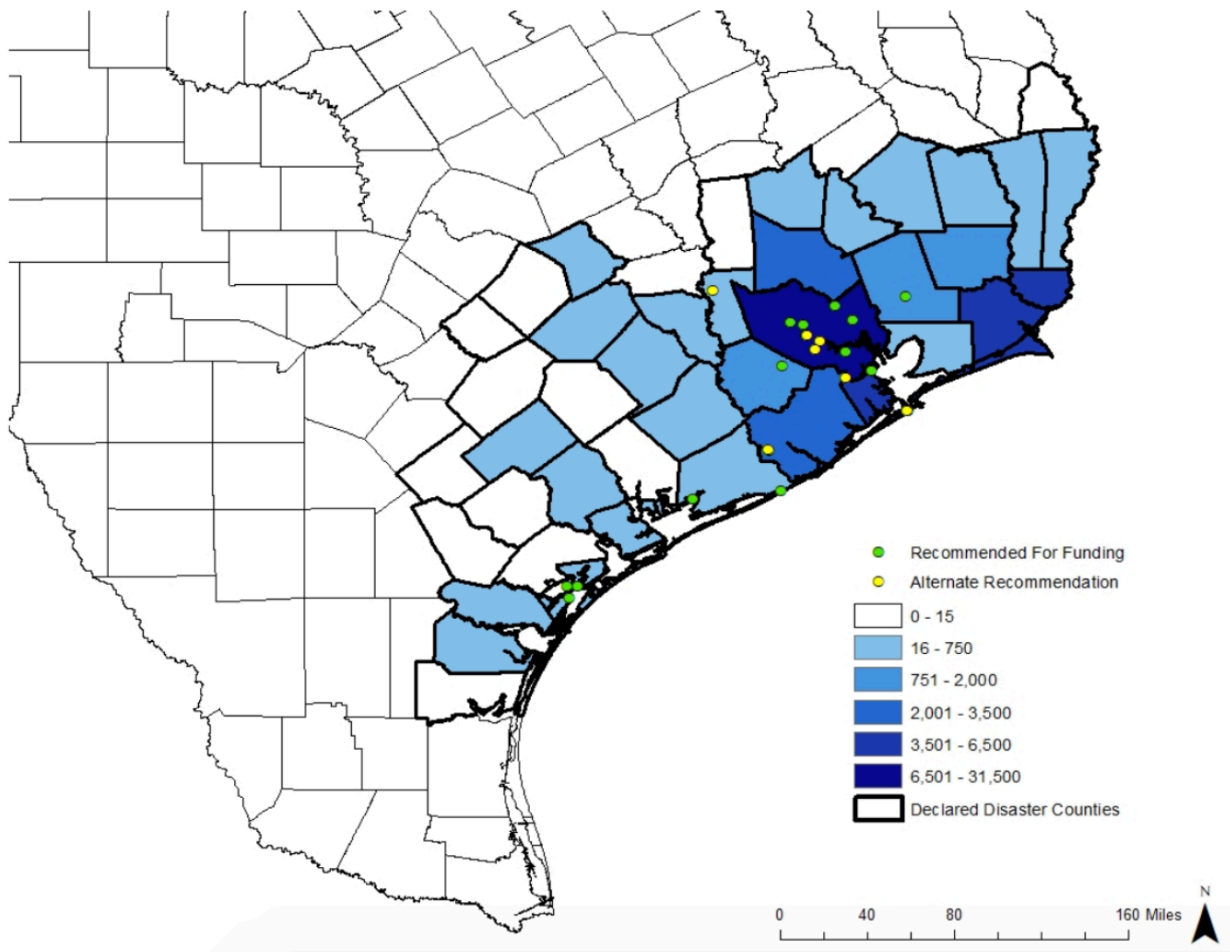 Recommended For Funding
Alternate Recommendation
0 - 15
16 - 750
751 - 2,000
2,001 - 3,500
3,501 - 6,500
6,501 - 31,500
Declared Disaster Counties
N
0 40 80 160 Miles